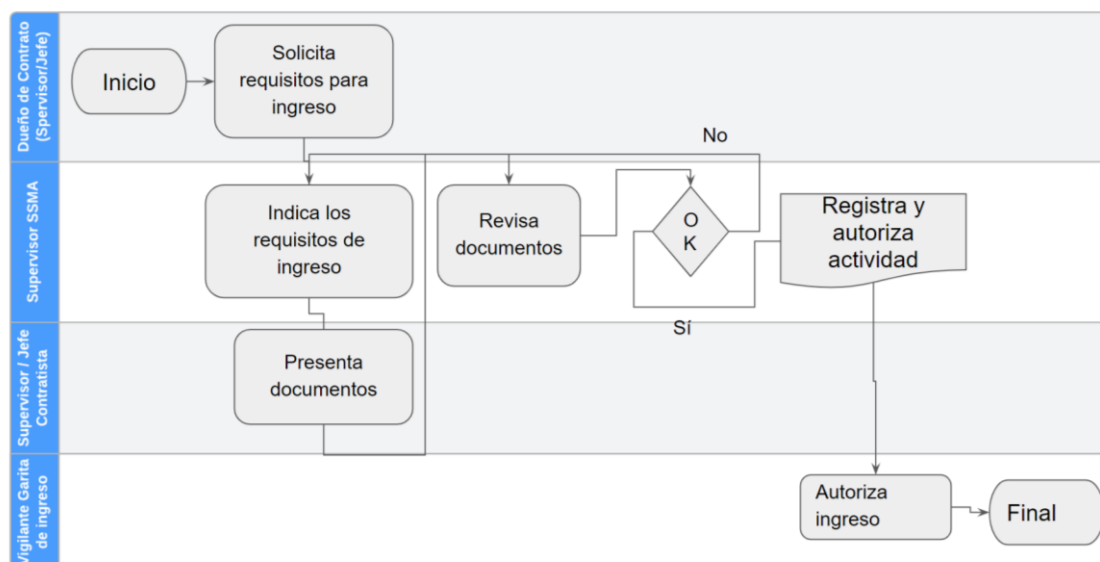 Dueño de Contrato
(Spervisor/Jefe)
Inicio
Solicita
requisitos para
ingreso
No
Supervisor SSMA
Indica los
requisitos de
ingreso
Revisa
documentos
O
K
Registra y
autoriza
actividad
Sí
Supervisor / Jefe
Contratista
Presenta
documentos
Vigilante Garita
de ingreso
Autoriza
ingreso
Final